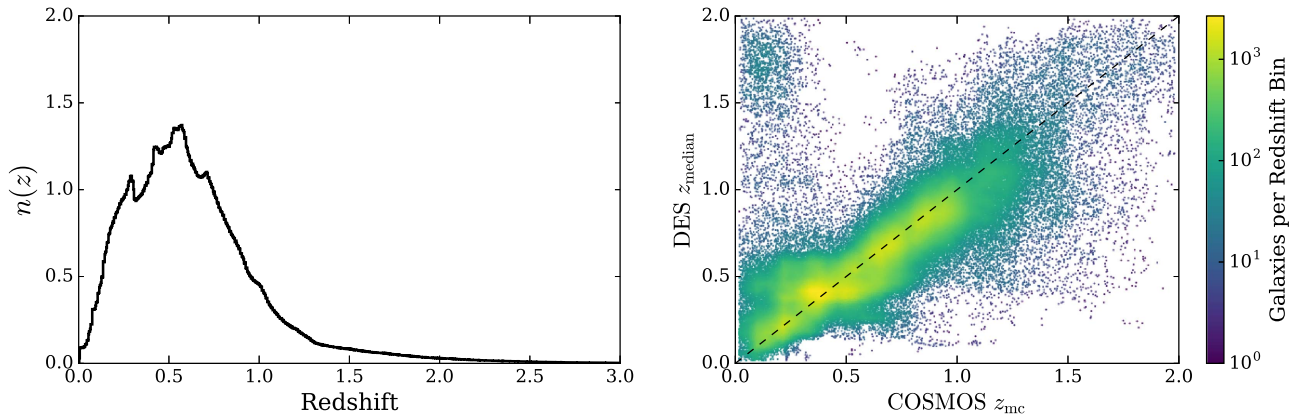 2.0
1.5
1.0
0.5
0.0
n(z)
0.0 0.5 1.0 1.5 2.0 2.5 3.0
Redshift
2.0
1.5
1.0
0.5
0.0
DES z_median
0.0 0.5 1.0 1.5 2.0
COSMOS z_mc
10^3
10^2
10^1
10^0
Galaxies per Redshift Bin